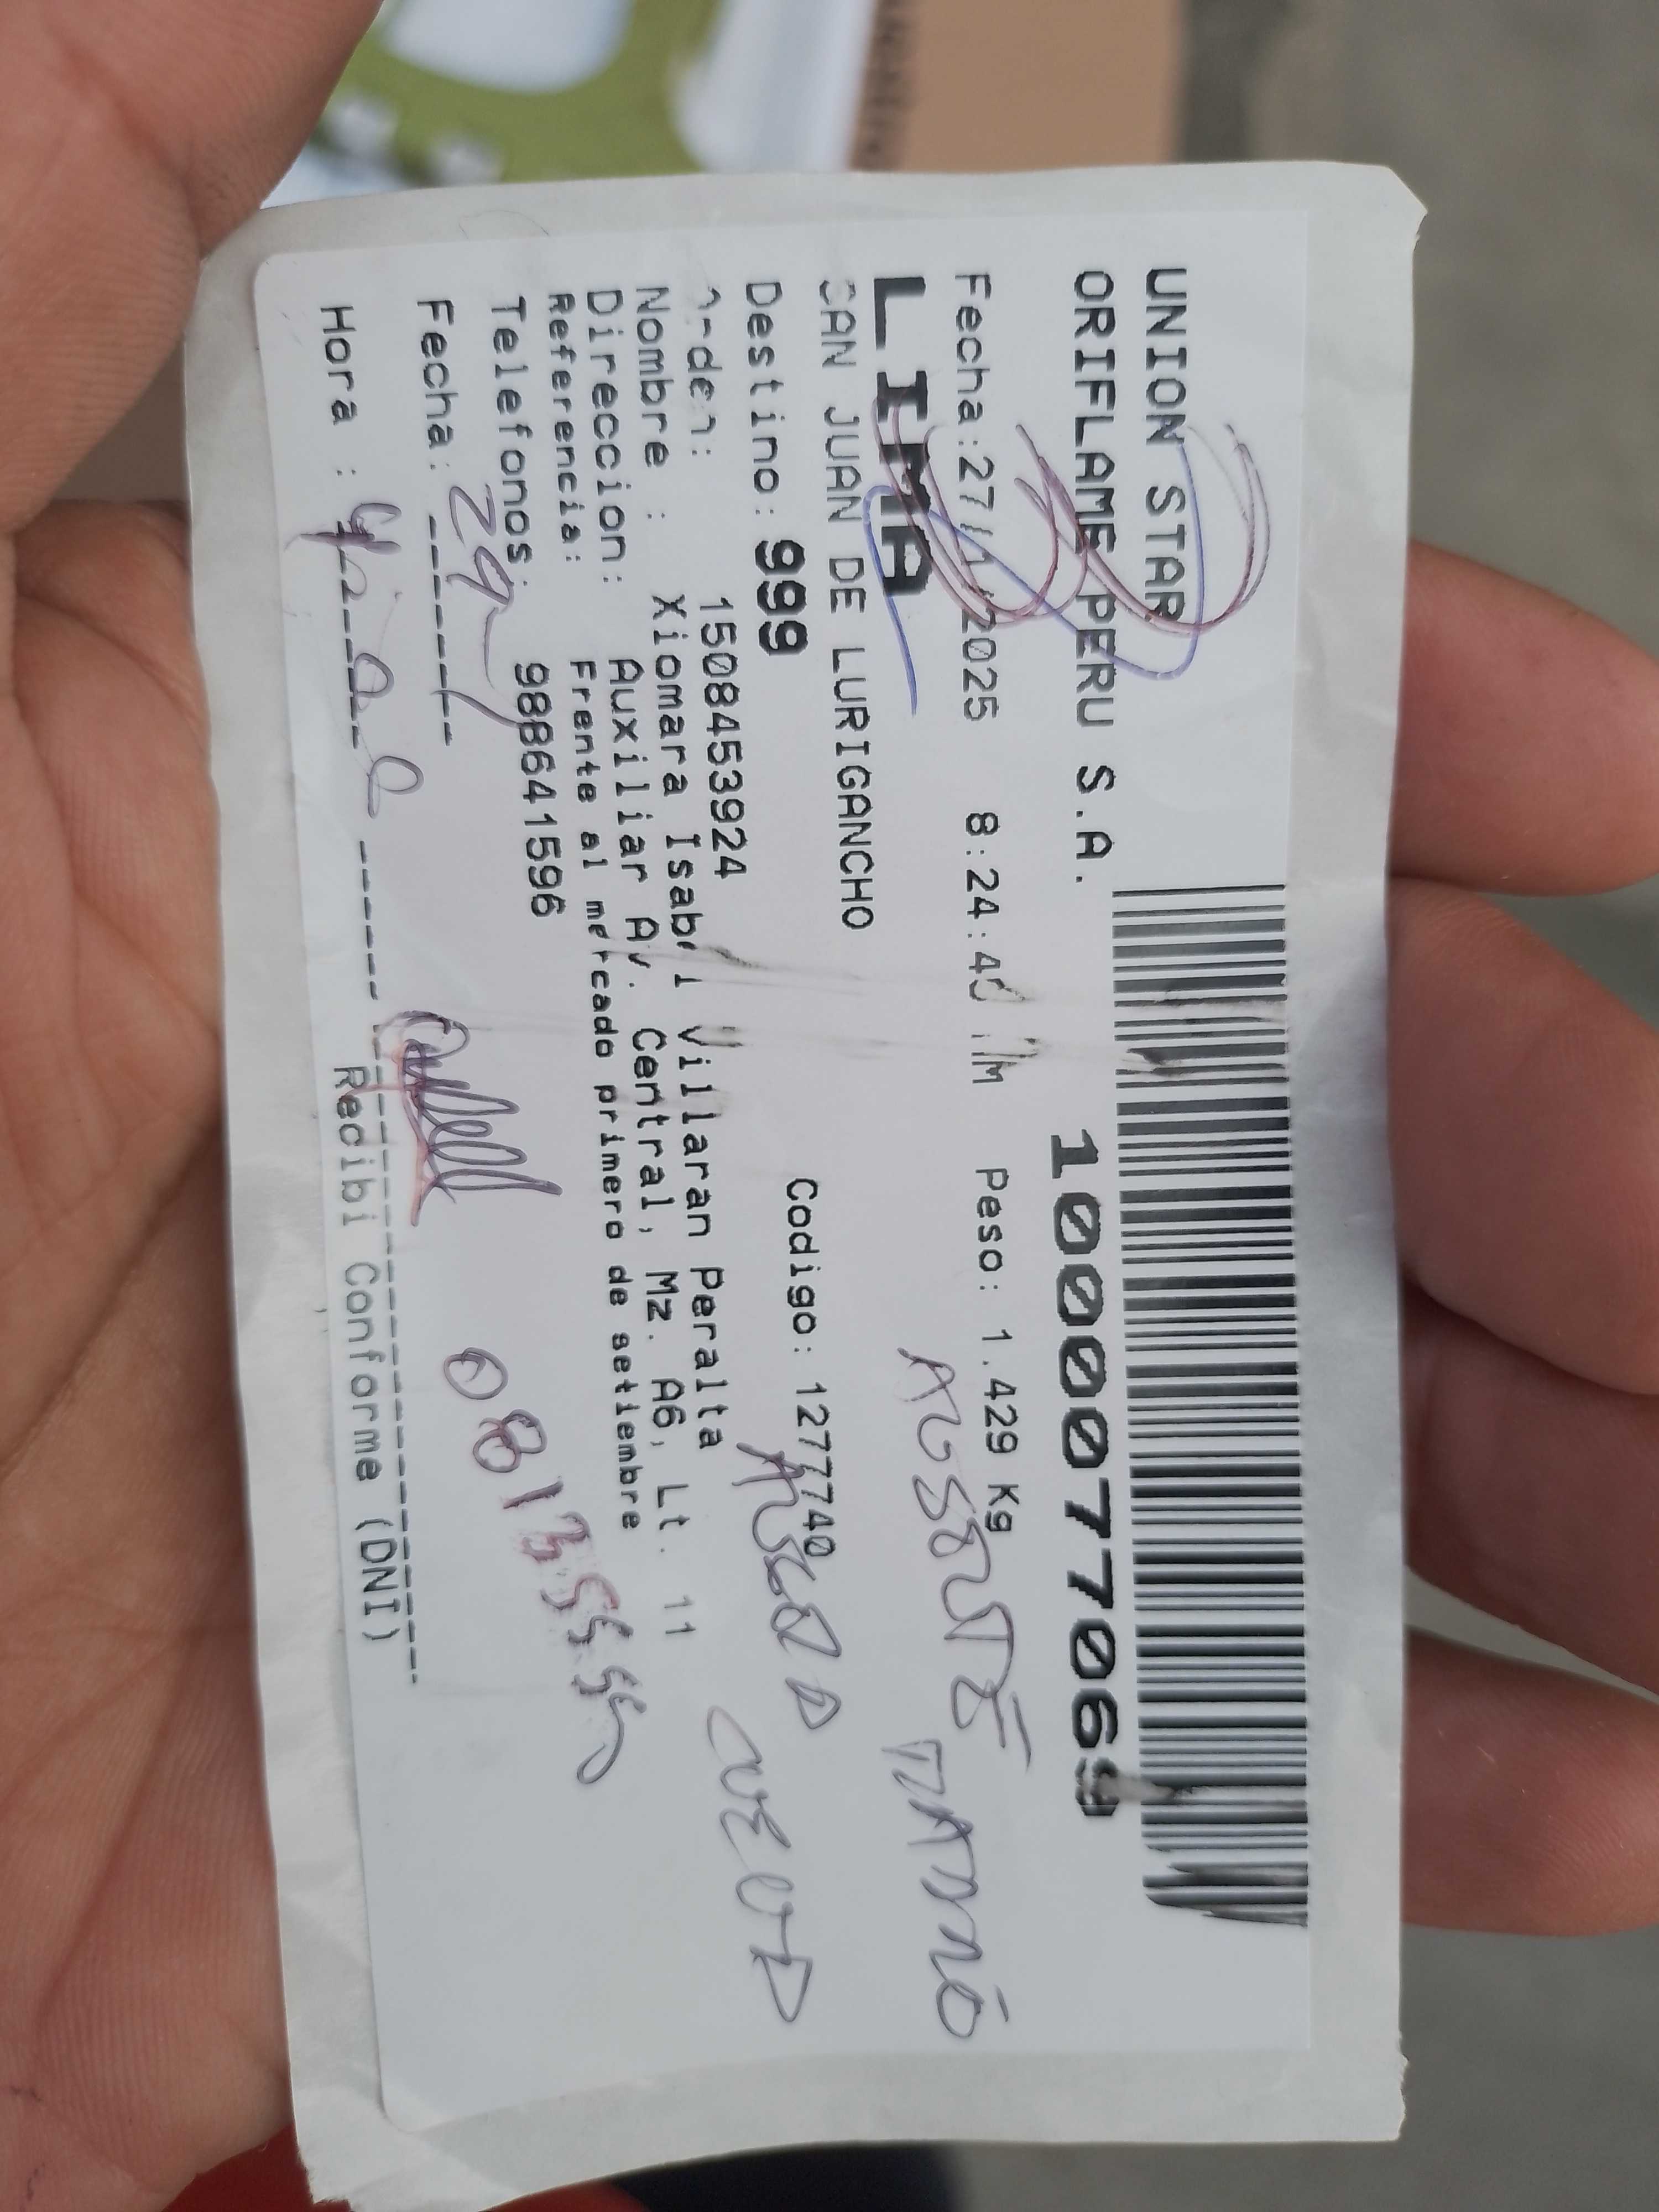 UNION STAR
ORIFLAME PERU S.A.
1000077069
Fecha:27/ /2025 8:24: Peso: 1.429 Kg
LIMA
SAN JUAN DE LURIGANCHO
Destino: 999 Codigo: 1277740
Orden: 1508453924
Nombre : Xiomara Isabel Villaran Peralta
Direccion: Auxiliar Av. Central, Mz. A6, Lt. 11
Referencia: Frente al mercado primero de setiembre
Telefonos: 988641596
Fecha: 29
Hora :
Recibi Conforme (DNI)